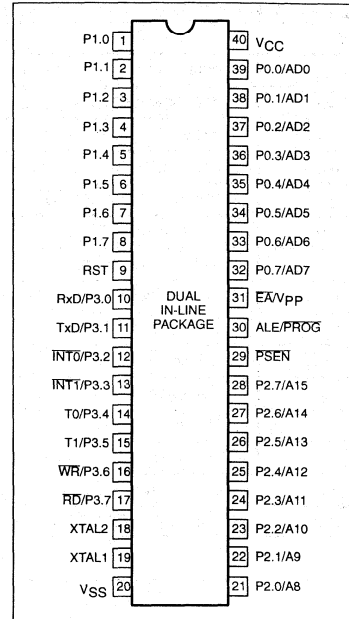 P1.0 1 40 VCC
P1.1 2 39 P0.0/AD0
P1.2 3 38 P0.1/AD1
P1.3 4 37 P0.2/AD2
P1.4 5 36 P0.3/AD3
P1.5 6 35 P0.4/AD4
P1.6 7 34 P0.5/AD5
P1.7 8 33 P0.6/AD6
RST 9 32 P0.7/AD7
RxD/P3.0 10 DUAL 31 E̅A̅/VPP
TxD/P3.1 11 IN-LINE 30 ALE/P̅R̅O̅G̅
I̅N̅T̅0̅/P3.2 12 PACKAGE 29 P̅S̅E̅N̅
I̅N̅T̅1̅/P3.3 13 28 P2.7/A15
T0/P3.4 14 27 P2.6/A14
T1/P3.5 15 26 P2.5/A13
W̅R̅/P3.6 16 25 P2.4/A12
R̅D̅/P3.7 17 24 P2.3/A11
XTAL2 18 23 P2.2/A10
XTAL1 19 22 P2.1/A9
VSS 20 21 P2.0/A8